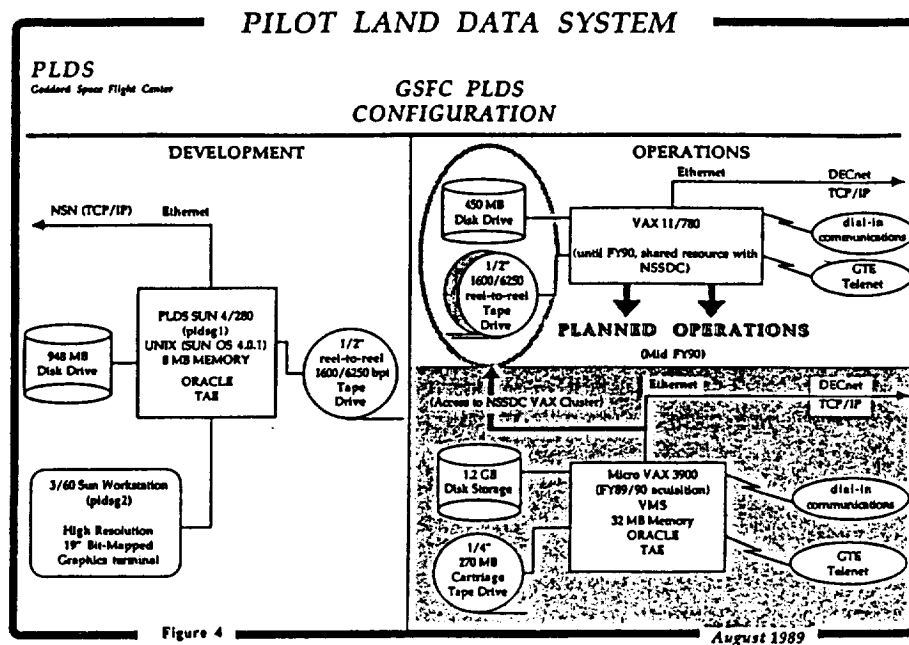 PILOT LAND DATA SYSTEM
PLDS
Goddard Space Flight Center
GSFC PLDS
CONFIGURATION
DEVELOPMENT
NSN (TCP/IP)
Ethernet
PLDS SUN 4/280
(pldsg1)
UNIX (SUN OS 4.0.1)
8 MB MEMORY
ORACLE
TAE
948 MB
Disk Drive
1/2"
reel-to-reel
1600/6250 bpi
Tape
Drive
3/60 Sun Workstation
(pldsg2)
High Resolution
19" Bit-Mapped
Graphics terminal
OPERATIONS
Ethernet
DECnet
TCP/IP
450 MB
Disk Drive
VAX 11/780
(until FY90, shared resource with
NSSDC)
dial-in
communications
GTE
Telenet
1/2"
1600/6250
reel-to-reel
Tape
Drive
PLANNED OPERATIONS
(Mid FY90)
Ethernet
DECnet
TCP/IP
(Access to NSSDC VAX Cluster)
1.2 GB
Disk Storage
Micro VAX 3900
(FY89/90 acuisition)
VMS
32 MB Memory
ORACLE
TAE
dial-in
communications
GTE
Telenet
1/4"
270 MB
Cartriage
Tape Drive
Figure 4
August 1989